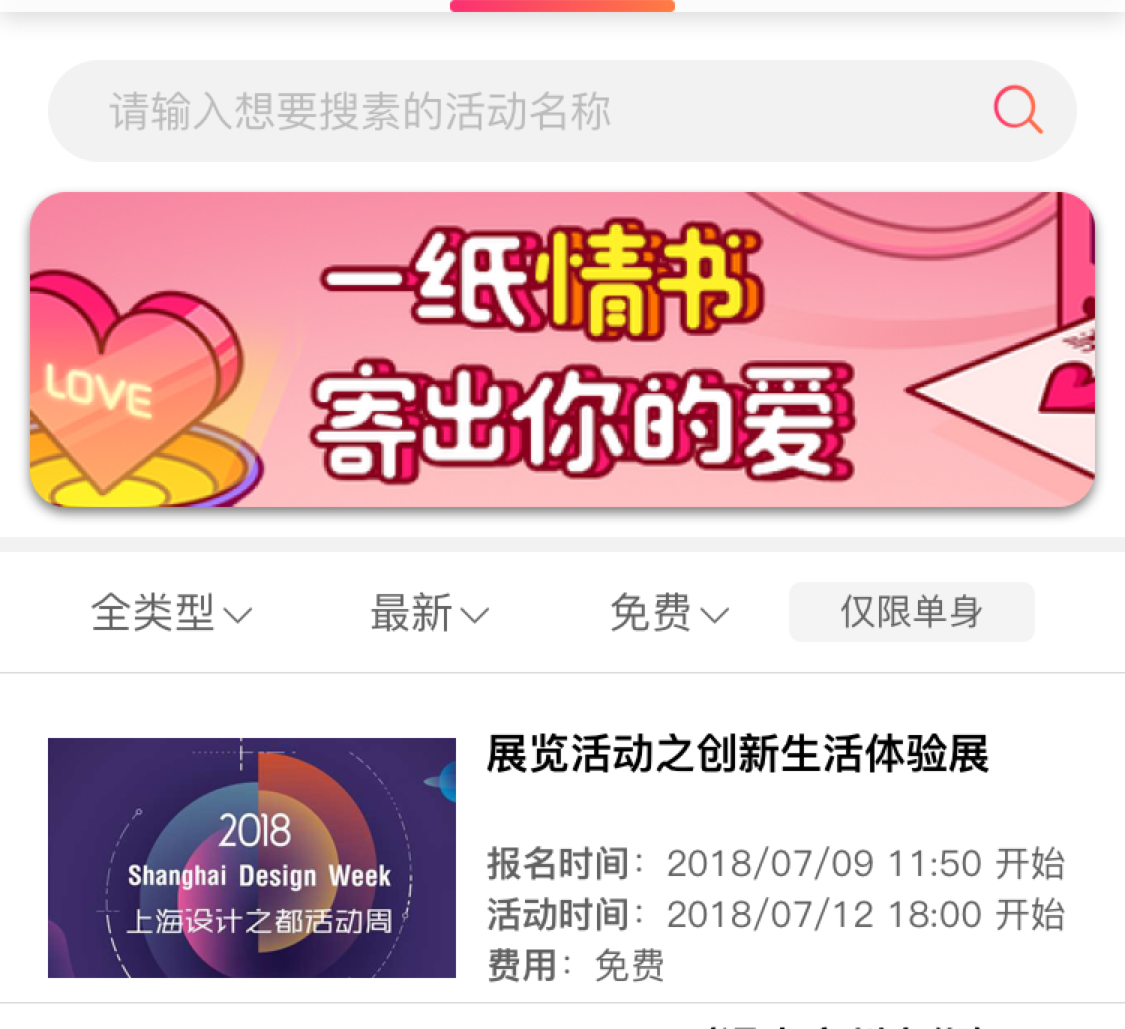 请输入想要搜素的活动名称
一纸情书
寄出你的爱
LOVE
全类型 最新 免费 仅限单身
展览活动之创新生活体验展
2018
Shanghai Design Week
上海设计之都活动周
报名时间：2018/07/09 11:50 开始
活动时间：2018/07/12 18:00 开始
费用：免费